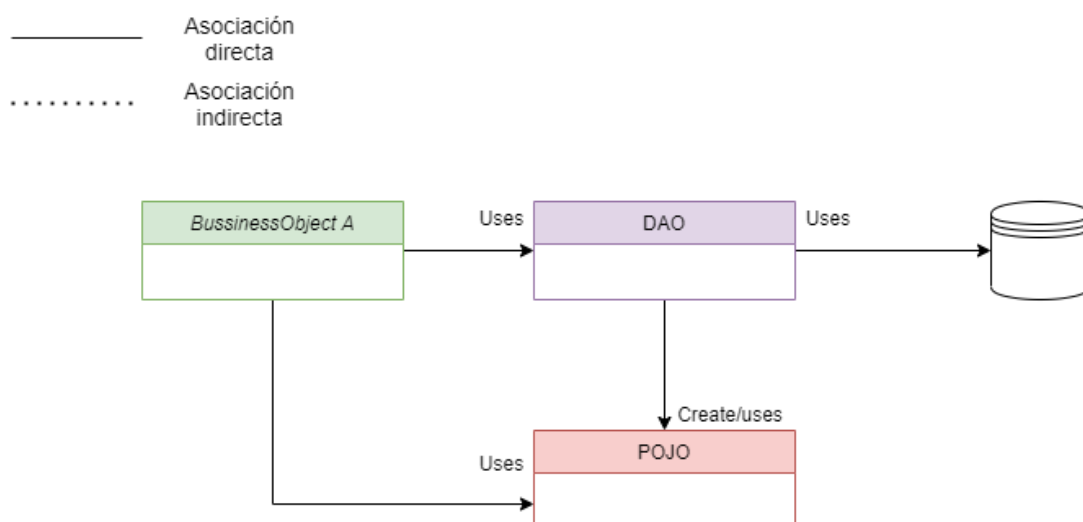 Asociación
directa
Asociación
indirecta
BussinessObject A
Uses
DAO
Uses
Create/uses
Uses
POJO